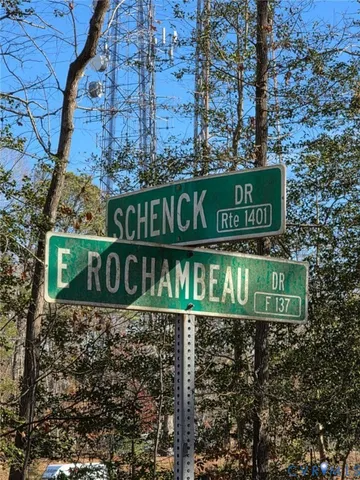 SCHENCK DR
Rte 1401
E ROCHAMBEAU DR
F 137